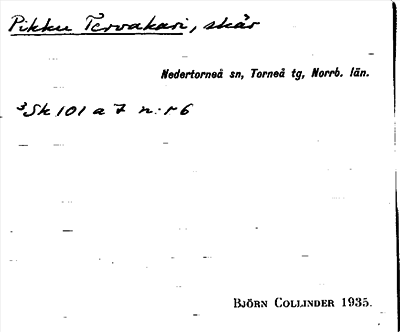 Pikku Tervakari, skär
Nedertorneå sn, Torneå tg, Norrb. län.
³Sk 101 a 7 n:r 6
BJÖRN COLLINDER 1935.